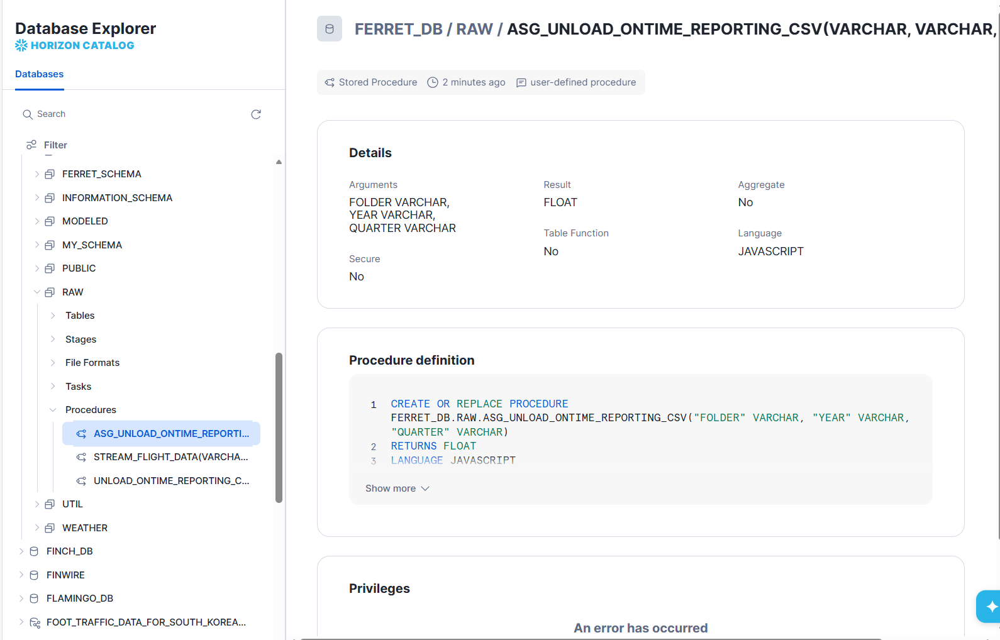 Database Explorer
HORIZON CATALOG
Databases
Search
Filter
FERRET_SCHEMA
INFORMATION_SCHEMA
MODELED
MY_SCHEMA
PUBLIC
RAW
Tables
Stages
File Formats
Tasks
Procedures
ASG_UNLOAD_ONTIME_REPORTI...
STREAM_FLIGHT_DATA(VARCHA...
UNLOAD_ONTIME_REPORTING_C...
UTIL
WEATHER
FINCH_DB
FINWIRE
FLAMINGO_DB
FOOT_TRAFFIC_DATA_FOR_SOUTH_KOREA...
FERRET_DB / RAW / ASG_UNLOAD_ONTIME_REPORTING_CSV(VARCHAR, VARCHAR,
Stored Procedure 2 minutes ago user-defined procedure
Details
Arguments
FOLDER VARCHAR,
YEAR VARCHAR,
QUARTER VARCHAR
Secure
No
Result
FLOAT
Table Function
No
Aggregate
No
Language
JAVASCRIPT
Procedure definition
1 CREATE OR REPLACE PROCEDURE
FERRET_DB.RAW.ASG_UNLOAD_ONTIME_REPORTING_CSV("FOLDER" VARCHAR, "YEAR" VARCHAR,
"QUARTER" VARCHAR)
2 RETURNS FLOAT
3 LANGUAGE JAVASCRIPT
Show more
Privileges
An error has occurred